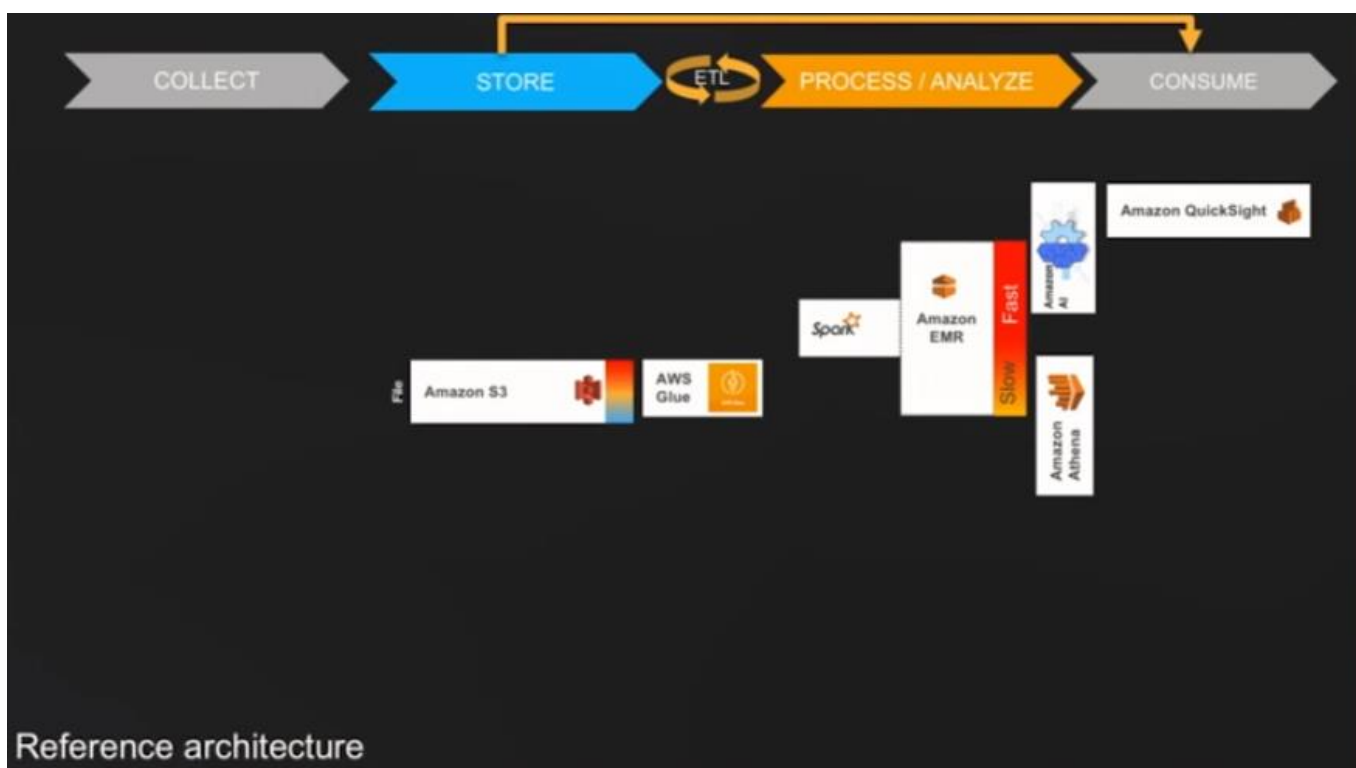 COLLECT
STORE
ETL
PROCESS / ANALYZE
CONSUME
Amazon QuickSight
Amazon
AI
Fast
Slow
Amazon
EMR
Spark
File
Amazon S3
AWS
Glue
Amazon
Athena
Reference architecture